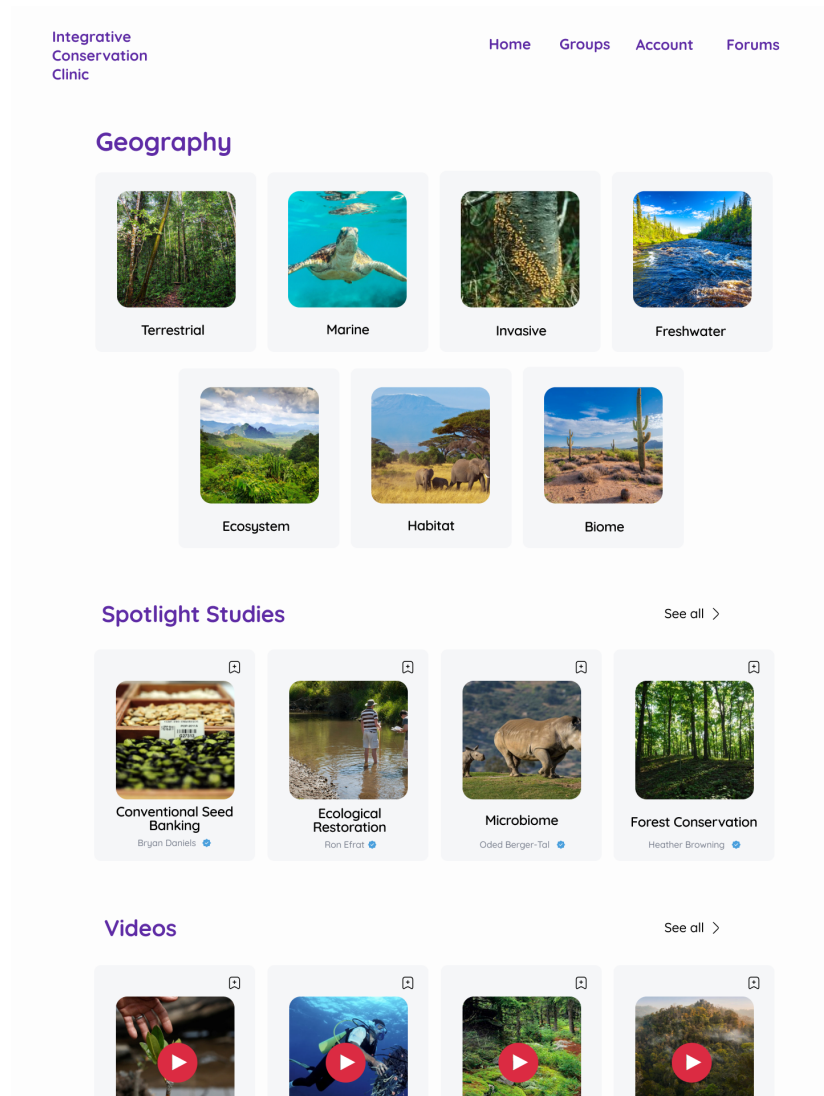 Integrative
Conservation
Clinic
Home
Groups
Account
Forums
Geography
Terrestrial
Marine
Invasive
Freshwater
Ecosystem
Habitat
Biome
Spotlight Studies
See all
Conventional Seed
Banking
Bryan Daniels
Ecological
Restoration
Ron Efrat
Microbiome
Oded Berger-Tal
Forest Conservation
Heather Browning
Videos
See all